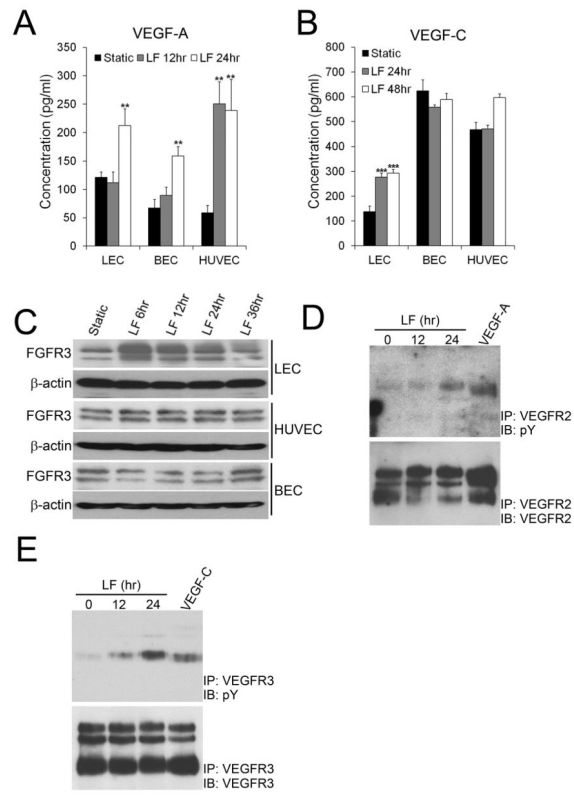 A
VEGF-A
Static LF 12hr LF 24hr
Concentration (pg/ml)
350
300
250
200
150
100
50
0
**
**
** **
LEC BEC HUVEC
B
VEGF-C
Static
LF 24hr
LF 48hr
Concentration (pg/ml)
800
700
600
500
400
300
200
100
0
*** ***
LEC BEC HUVEC
C
Static LF 6hr LF 12hr LF 24hr LF 36hr
FGFR3
β-actin
LEC
FGFR3
β-actin
HUVEC
FGFR3
β-actin
BEC
D
LF (hr)
0 12 24 VEGF-A
IP: VEGFR2
IB: pY
IP: VEGFR2
IB: VEGFR2
E
LF (hr)
0 12 24 VEGF-C
IP: VEGFR3
IB: pY
IP: VEGFR3
IB: VEGFR3